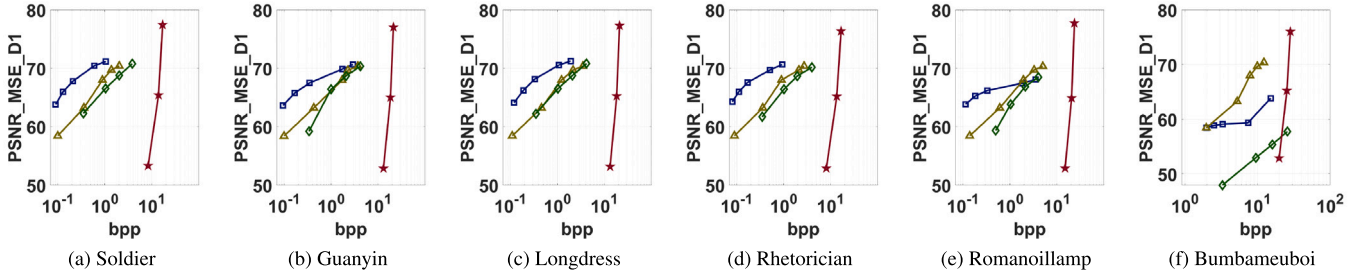 80
70
60
50
PSNR_MSE_D1
10^-1 10^0 10^1
bpp
(a) Soldier
80
70
60
50
PSNR_MSE_D1
10^-1 10^0 10^1
bpp
(b) Guanyin
80
70
60
50
PSNR_MSE_D1
10^-1 10^0 10^1
bpp
(c) Longdress
80
70
60
50
PSNR_MSE_D1
10^-1 10^0 10^1
bpp
(d) Rhetorician
80
70
60
50
PSNR_MSE_D1
10^-1 10^0 10^1
bpp
(e) Romanoillamp
80
70
60
50
PSNR_MSE_D1
10^0 10^1 10^2
bpp
(f) Bumbameuboi